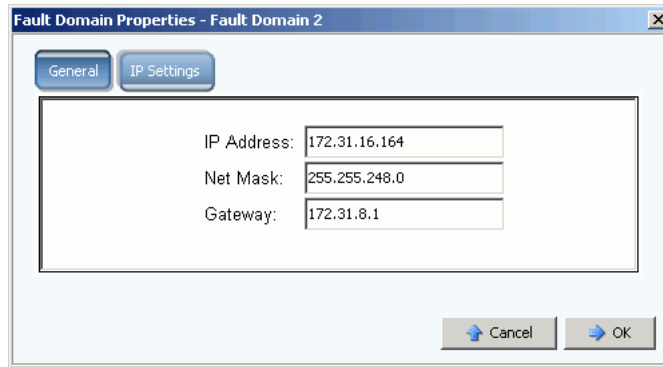 Fault Domain Properties - Fault Domain 2
General IP Settings
IP Address: 172.31.16.164
Net Mask: 255.255.248.0
Gateway: 172.31.8.1
Cancel OK